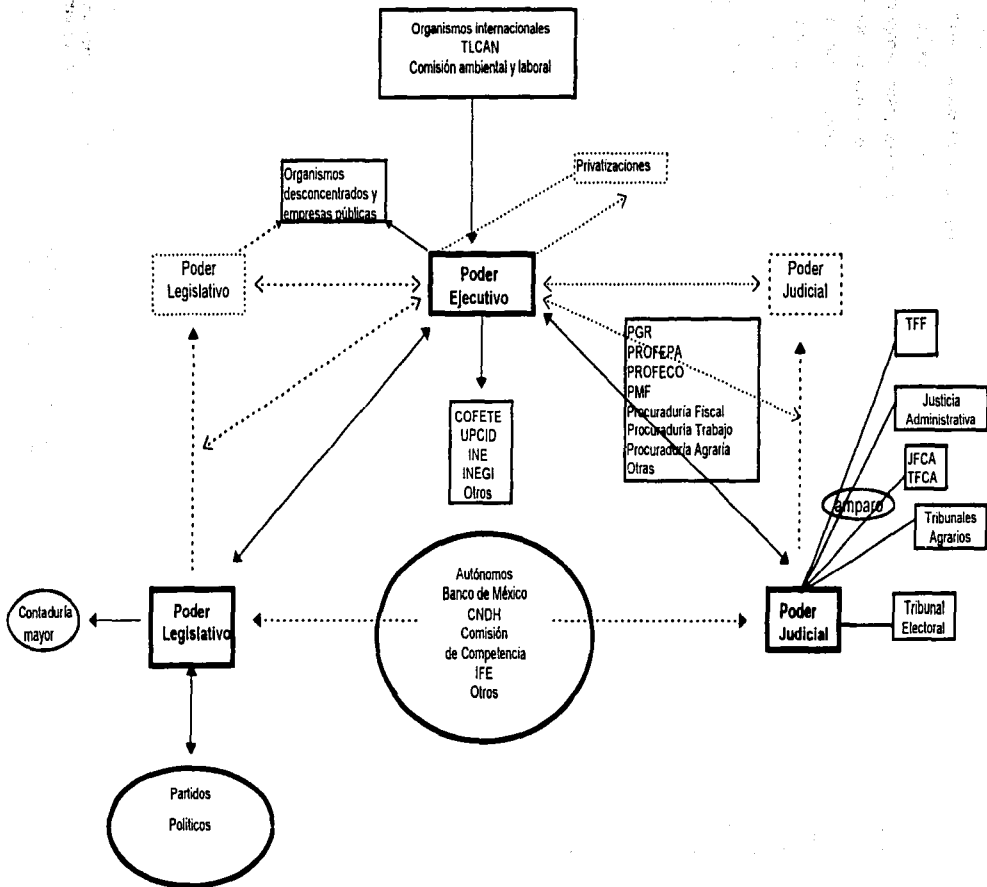 Organismos internacionales
TLCAN
Comisión ambiental y laboral
Privatizaciones
Organismos
desconcentrados y
empresas públicas
Poder
Legislativo
Poder
Ejecutivo
Poder
Judicial
TFF
PGR
PROFEPA
PROFECO
PMF
Procuraduría Fiscal
Procuraduría Trabajo
Procuraduría Agraria
Otras
Justicia
Administrativa
COFETE
UPCID
INE
INEGI
Otros
JFCA
TFCA
amparo
Tribunales
Agrarios
Autónomos
Banco de México
CNDH
Comisión
de Competencia
IFE
Otros
Contaduría
mayor
Poder
Legislativo
Poder
Judicial
Tribunal
Electoral
Partidos
Políticos